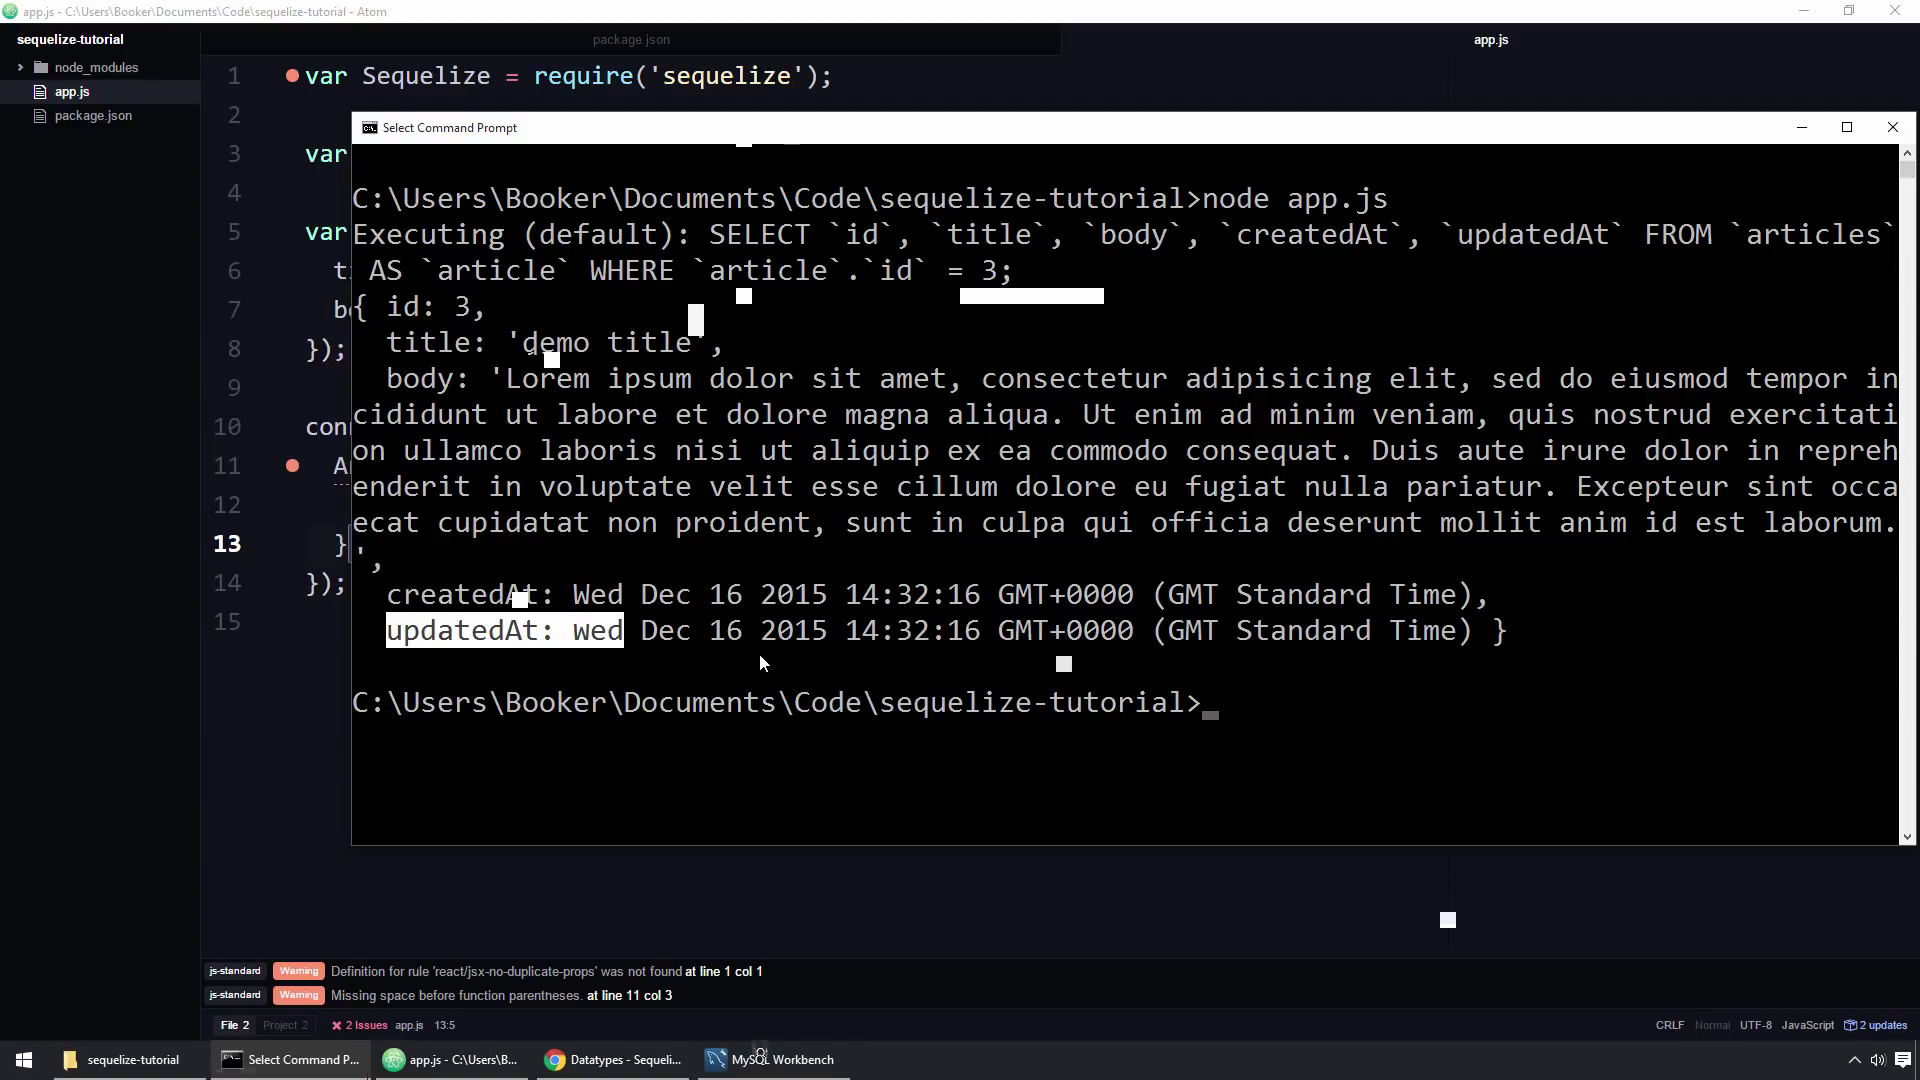 app.js - C:\Users\Booker\Documents\Code\sequelize-tutorial - Atom
sequelize-tutorial
node_modules
app.js
package.json
package json
app.js
1 var Sequelize = require('sequelize');
2
3 var
4
5 var
6
7
8 });
9
10
11
12
13 }
14 });
15
Select Command Prompt
C:\Users\Booker\Documents\Code\sequelize-tutorial>node app.js
Executing (default): SELECT `id`, `title`, `body`, `createdAt`, `updatedAt` FROM `articles`
AS `article` WHERE `article`.`id` = 3;
{ id: 3,
title: 'demo title',
body: 'Lorem ipsum dolor sit amet, consectetur adipisicing elit, sed do eiusmod tempor in
cididunt ut labore et dolore magna aliqua. Ut enim ad minim veniam, quis nostrud exercitati
on ullamco laboris nisi ut aliquip ex ea commodo consequat. Duis aute irure dolor in repreh
enderit in voluptate velit esse cillum dolore eu fugiat nulla pariatur. Excepteur sint occa
ecat cupidatat non proident, sunt in culpa qui officia deserunt mollit anim id est laborum.
',
createdAt: Wed Dec 16 2015 14:32:16 GMT+0000 (GMT Standard Time),
updatedAt: Wed Dec 16 2015 14:32:16 GMT+0000 (GMT Standard Time) }
C:\Users\Booker\Documents\Code\sequelize-tutorial>
js-standard Warning Definition for rule 'react/jsx-no-duplicate-props' was not found at line 1 col 1
js-standard Warning Missing space before function parentheses. at line 11 col 3
File 2 Project 2 2 Issues app.js 13:5 CRLF Normal UTF-8 JavaScript 2 updates
sequelize-tutorial Select Command P... app.js - C:\Users\B... Datatypes - Sequeli... MySQL Workbench